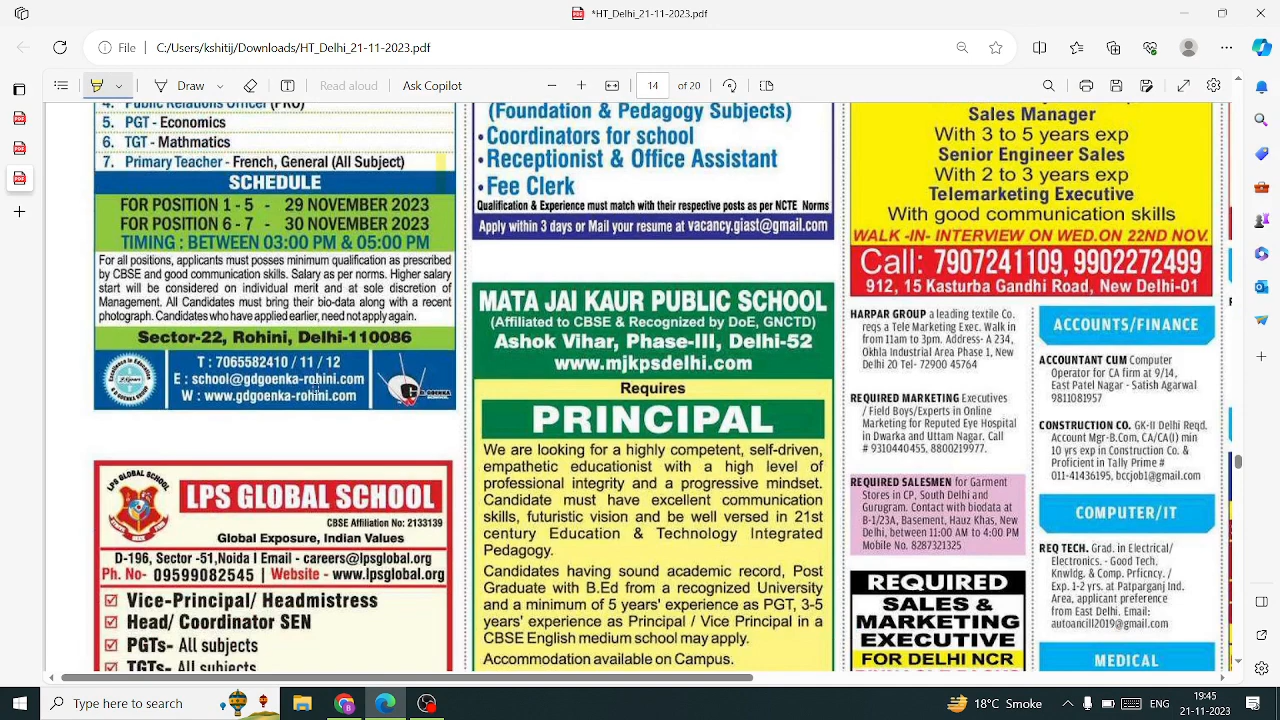 *HT_Delhi_21-11-2023.pdf
File
C:/Users/kshitij/Downloads/HT_Delhi_21-11-2023.pdf
Draw
Read aloud
Ask Copilot
14
of 20
4. Public Relations Officer (PRO)
5. PGT - Economics
6. TGT - Mathmatics
7. Primary Teacher - French, General (All Subject)
SCHEDULE
FOR POSITION 1 - 5 - 29 NOVEMBER 2023
FOR POSITION 6 - 7 - 30 NOVEMBER 2023
TIMING : BETWEEN 03:00 PM & 05:00 PM
For all positions, applicants must posses minimum qualification as prescribed
by CBSE and good communication skills. Salary as per norms. Higher salary
start will be considered on individual merit and at sole discretion of
Management. All Candidates must bring their bio-data along with a recent
photograph. Candidates who have applied earlier, need not apply again.
Sector-22, Rohini, Delhi-110086
T : 7065582410 / 11 / 12
E : school@gdgoenka-rohini.com
W : www.gdgoenka-rohini.com
LPS GLOBAL SCHOOL
LPS GLOBAL SCHOOL
CBSE Affiliation No: 2133139
Global Exposure, Indian Values
D-196, Sector -51,Noida | Email - careers@lpsglobal.org
Ph. No- 09599082545 | Website - www.lpsglobal.org
Vice-Principal/ Headmistress
Head/ Coordinator SEN
PGTs- All subjects
TGTs- All subjects
(Foundation & Pedagogy Subjects)
•Coordinators for school
•Receptionist & Office Assistant
•Fee Clerk
Qualification & Experience must match with their respective posts as per NCTE Norms
Apply within 3 days or Mail your resume at vacancy.giast@gmail.com
MATA JAI KAUR PUBLIC SCHOOL
(Affiliated to CBSE & Recognized by DoE, GNCTD)
Ashok Vihar, Phase-III, Delhi-52
www.mjkpsdelhi.com
Requires
PRINCIPAL
We are looking for a highly competent, self-driven,
empathetic educationist with a high level of
professional integrity and a progressive mindset.
Candidate must have excellent communication
skills, futuristic vision and be well versed in 21st
century Education & Technology Integrated
Pedagogy.
Candidates having sound academic record, Post
Graduate with B.Ed from a recognized University
and a minimum of 5 years' experience as PGT, 3-5
years' experience as Principal / Vice Principal in a
CBSE English medium school may apply.
Accommodation available on Campus.
Sales Manager
With 3 to 5 years exp
Senior Engineer Sales
With 2 to 3 years exp
Telemarketing Executive
With good communication skills
WALK -IN- INTERVIEW ON WED.ON 22ND NOV.
Call: 7907241109, 9902272499
912, 15 Kasturba Gandhi Road, New Delhi-01
HARPAR GROUP a leading textile Co.
reqs a Tele Marketing Exec. Walk in
from 11am to 3pm. Address- A 234,
Okhla Industrial Area Phase 1, New
Delhi 20 Tel- 72900 45764
REQUIRED MARKETING Executives
/ Field Boys/Experts in Online
Marketing for Reputed Eye Hospital
in Dwarka and Uttam Nagar. Call
# 9310440455, 8800219977.
REQUIRED SALESMEN for Garment
Stores in CP, South Delhi and
Gurugram. Contact with biodata at
B-1/23A, Basement, Hauz Khas, New
Delhi, between 11:00 AM to 4:00 PM
Mobile No. 8287321325
REQUIRED
SALES &
MARKETING
EXECUTIVE
FOR DELHI NCR
ACCOUNTS/FINANCE
ACCOUNTANT CUM Computer
Operator for CA firm at 9/14,
East Patel Nagar - Satish Agarwal
9811081957
CONSTRUCTION CO. GK-II Delhi Reqd.
Account Mgr-B.Com, CA/CA(I) min
10 yrs exp in Construction Co. &
Proficient in Tally Prime #
011-41436195, bccjob1@gmail.com
COMPUTER/IT
REQ TECH. Grad. in Electrical/
Electronics. - Good Tech.
Knwldg. & Comp. Prficncy. /
Exp. 1-2 yrs. at Patparganj Ind.
Area, applicant preference
from East Delhi. Email:
autoancill2019@gmail.com
MEDICAL
Type here to search
18°C Smoke
19:45
21-11-2023